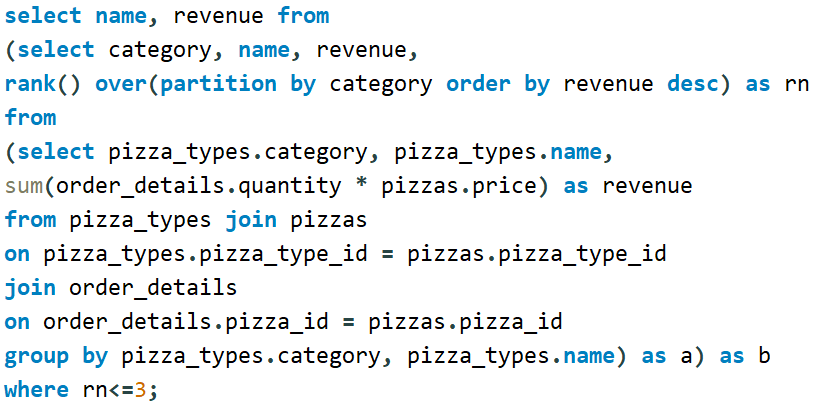 select name, revenue from
(select category, name, revenue,
rank() over(partition by category order by revenue desc) as rn
from
(select pizza_types.category, pizza_types.name,
sum(order_details.quantity * pizzas.price) as revenue
from pizza_types join pizzas
on pizza_types.pizza_type_id = pizzas.pizza_type_id
join order_details
on order_details.pizza_id = pizzas.pizza_id
group by pizza_types.category, pizza_types.name) as a) as b
where rn<=3;